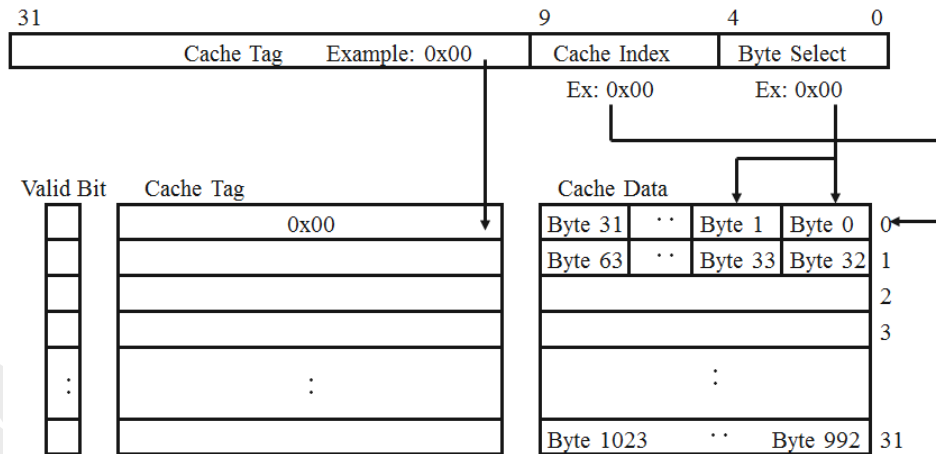 31 9 4 0
Cache Tag Example: 0x00 Cache Index Byte Select
Ex: 0x00 Ex: 0x00
Valid Bit Cache Tag Cache Data
0x00 Byte 31 ·· Byte 1 Byte 0 0
Byte 63 ·· Byte 33 Byte 32 1
2
3
: : :
Byte 1023 ·· Byte 992 31